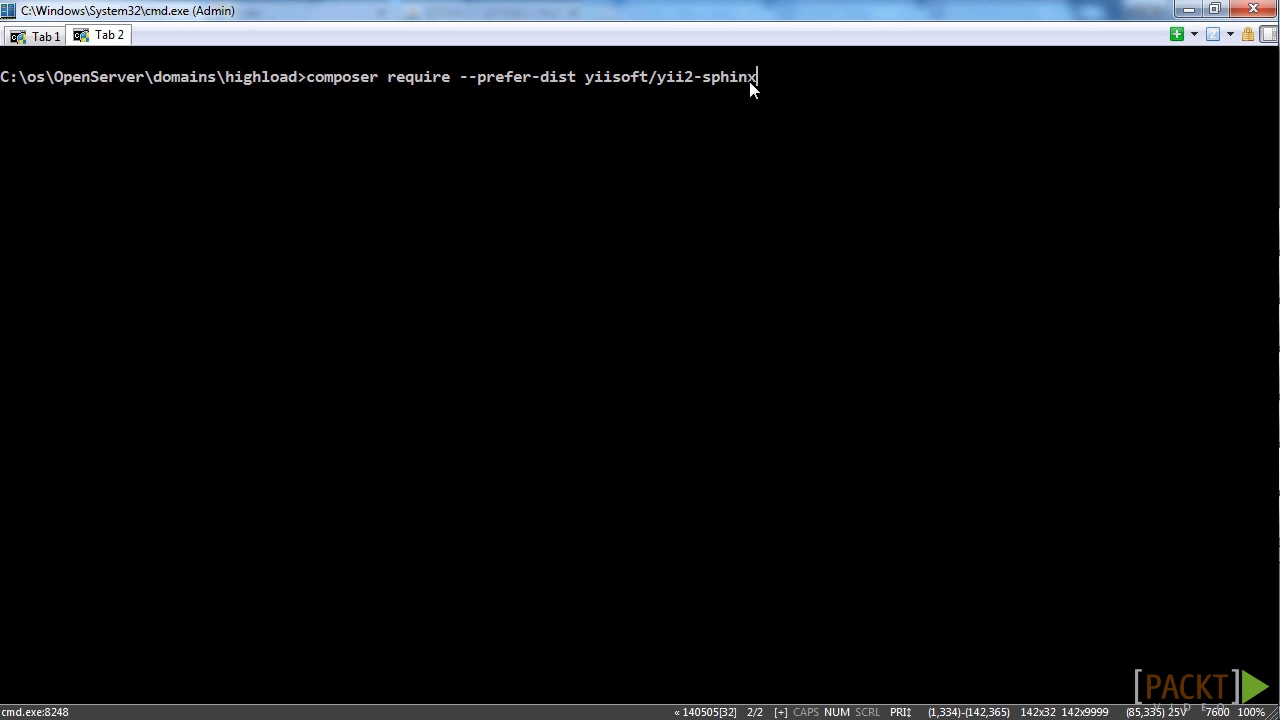 C:\Windows\System32\cmd.exe (Admin)
Tab 1
Tab 2
C:\os\OpenServer\domains\highload>composer require --prefer-dist yiisoft/yii2-sphinx
[PACKT]
VIDEO
cmd.exe:8248
« 140505[32] 2/2 [+] CAPS NUM SCRL PRI↕ (1,334)-(142,365) 142x32 142x9999 (85,335) 25V 7600 100%